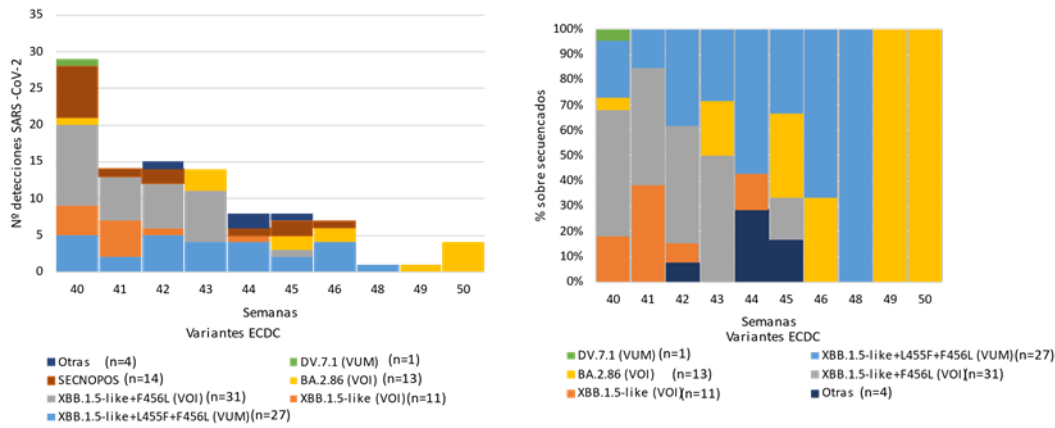 Nº detecciones SARS -CoV-2
35
30
25
20
15
10
5
0
40 41 42 43 44 45 46 48 49 50
Semanas
Variantes ECDC
Otras (n=4) DV.7.1 (VUM) (n=1)
SECNOPOS (n=14) BA.2.86 (VOI) (n=13)
XBB.1.5-like+F456L (VOI) (n=31) XBB.1.5-like (VOI)(n=11)
XBB.1.5-like+L455F+F456L (VUM)(n=27)
% sobre secuenciados
100%
90%
80%
70%
60%
50%
40%
30%
20%
10%
0%
40 41 42 43 44 45 46 48 49 50
Semanas
Variantes ECDC
DV.7.1 (VUM) (n=1) XBB.1.5-like+L455F+F456L (VUM)(n=27)
BA.2.86 (VOI) (n=13) XBB.1.5-like+F456L (VOI)(n=31)
XBB.1.5-like (VOI)(n=11) Otras (n=4)